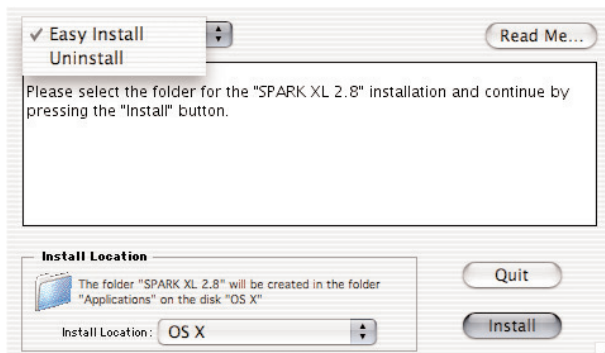 ✓ Easy Install
Uninstall
Read Me...
Please select the folder for the "SPARK XL 2.8" installation and continue by
pressing the "Install" button.
Install Location
The folder "SPARK XL 2.8" will be created in the folder
"Applications" on the disk "OS X"
Install Location: OS X
Quit
Install